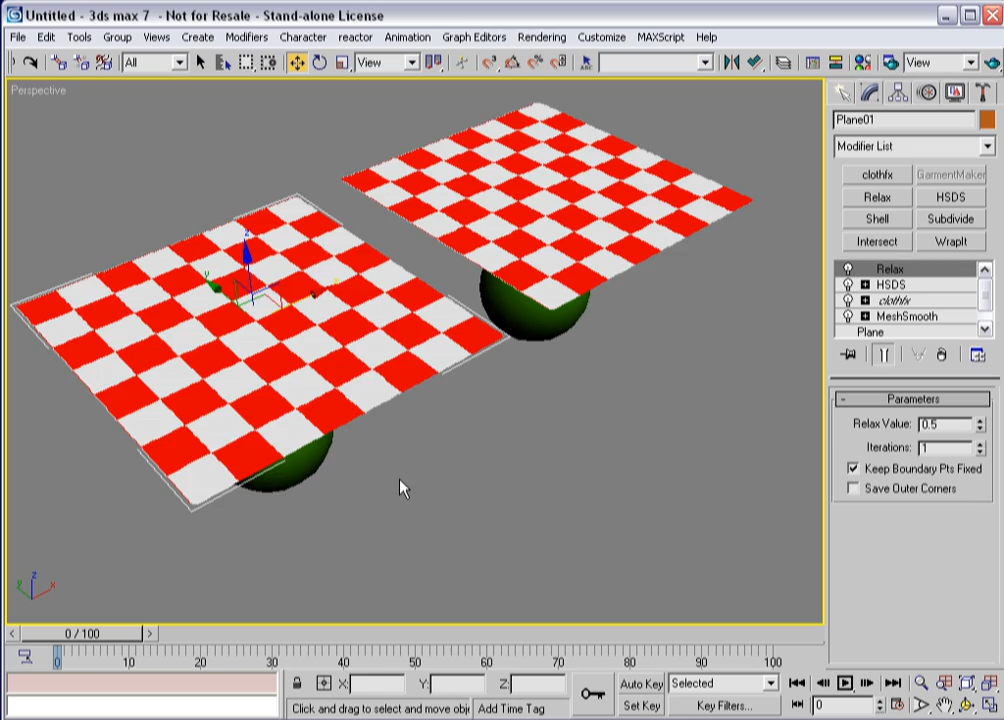 Untitled - 3ds max 7 - Not for Resale - Stand-alone License
File Edit Tools Group Views Create Modifiers Character reactor Animation Graph Editors Rendering Customize MAXScript Help
All View View
Perspective
Plane01
Modifier List
clothfx GarmentMaker
Relax HSDS
Shell Subdivide
Intersect WrapIt
Relax
HSDS
clothfx
MeshSmooth
Plane
- Parameters
Relax Value: 0.5
Iterations: 1
Keep Boundary Pts Fixed
Save Outer Corners
z
y
z
y x
< 0 / 100 >
0 10 20 30 40 50 60 70 80 90 100
X: Y: Z: Auto Key Selected
Click and drag to select and move obj Add Time Tag Set Key Key Filters... 0